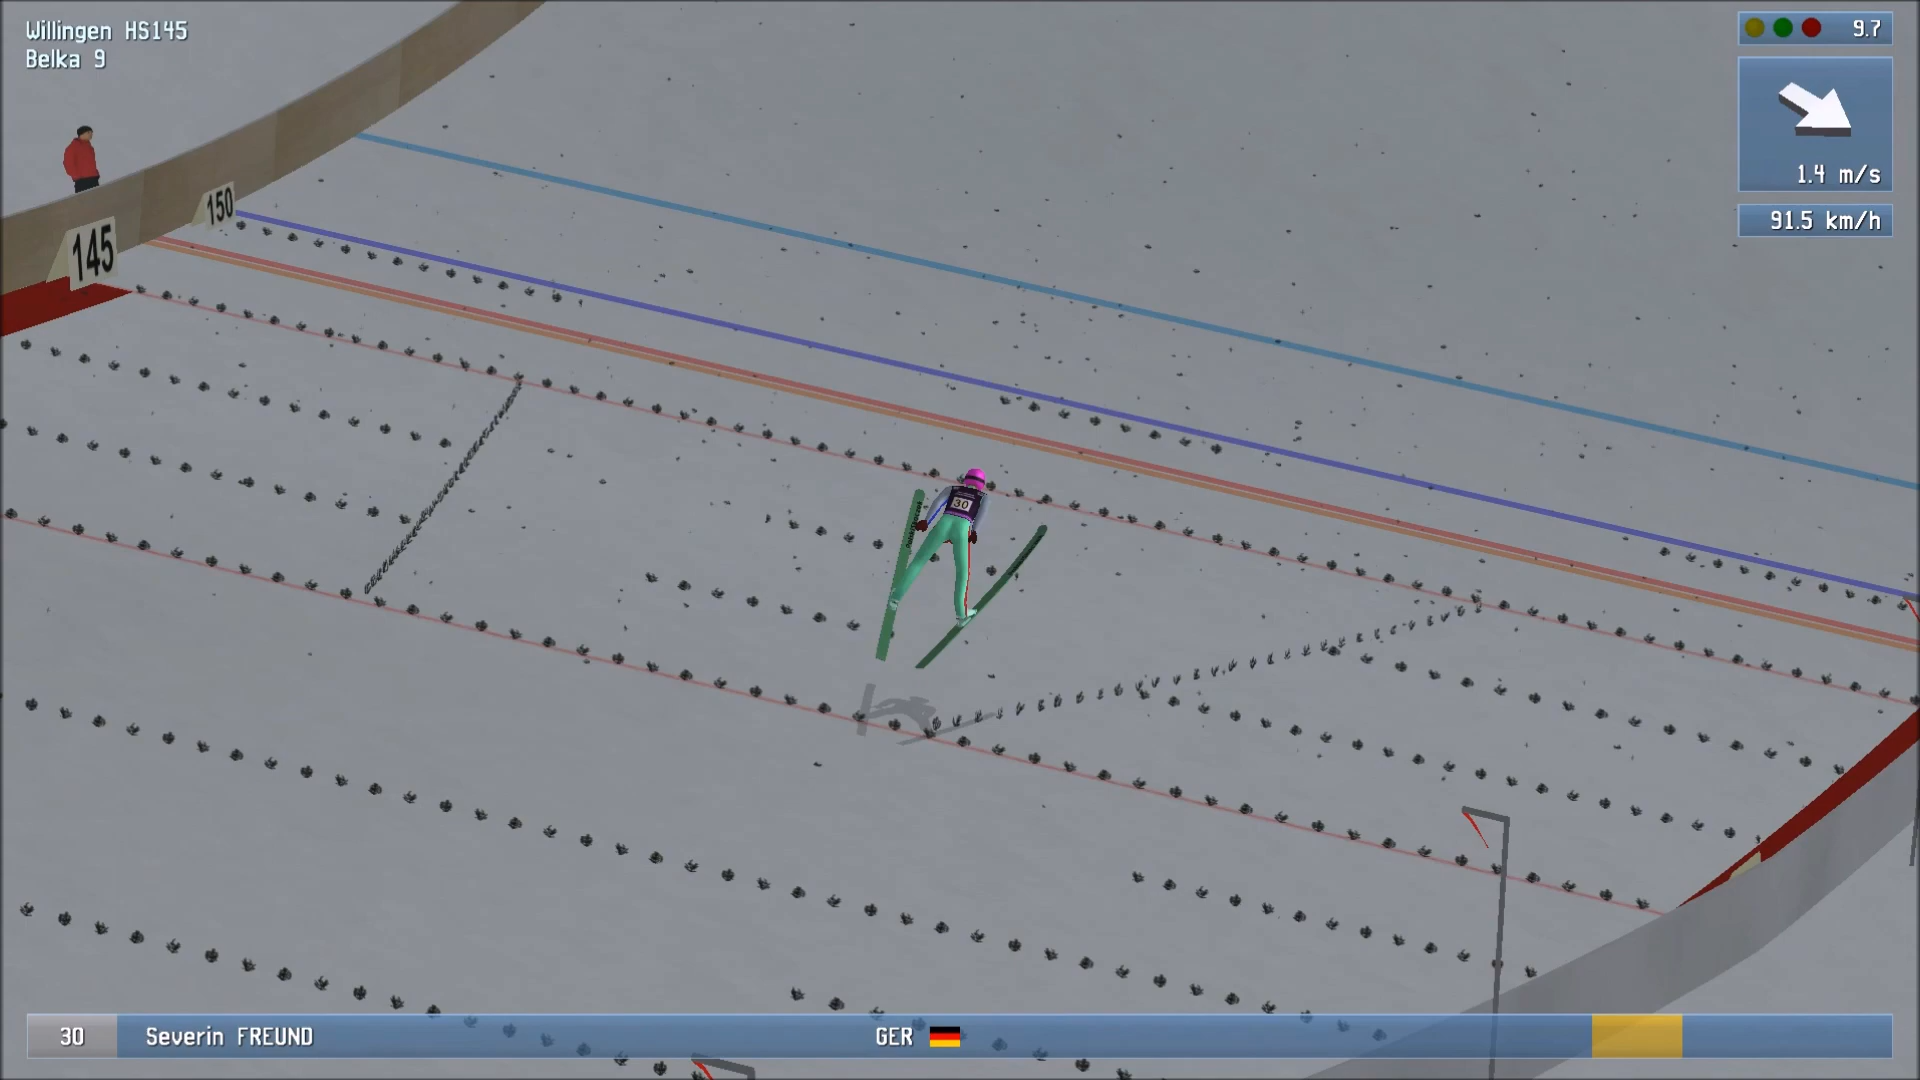 Willingen HS145
Belka 9
9.7
1.4 m/s
91.5 km/h
150
145
30
30 Severin FREUND GER